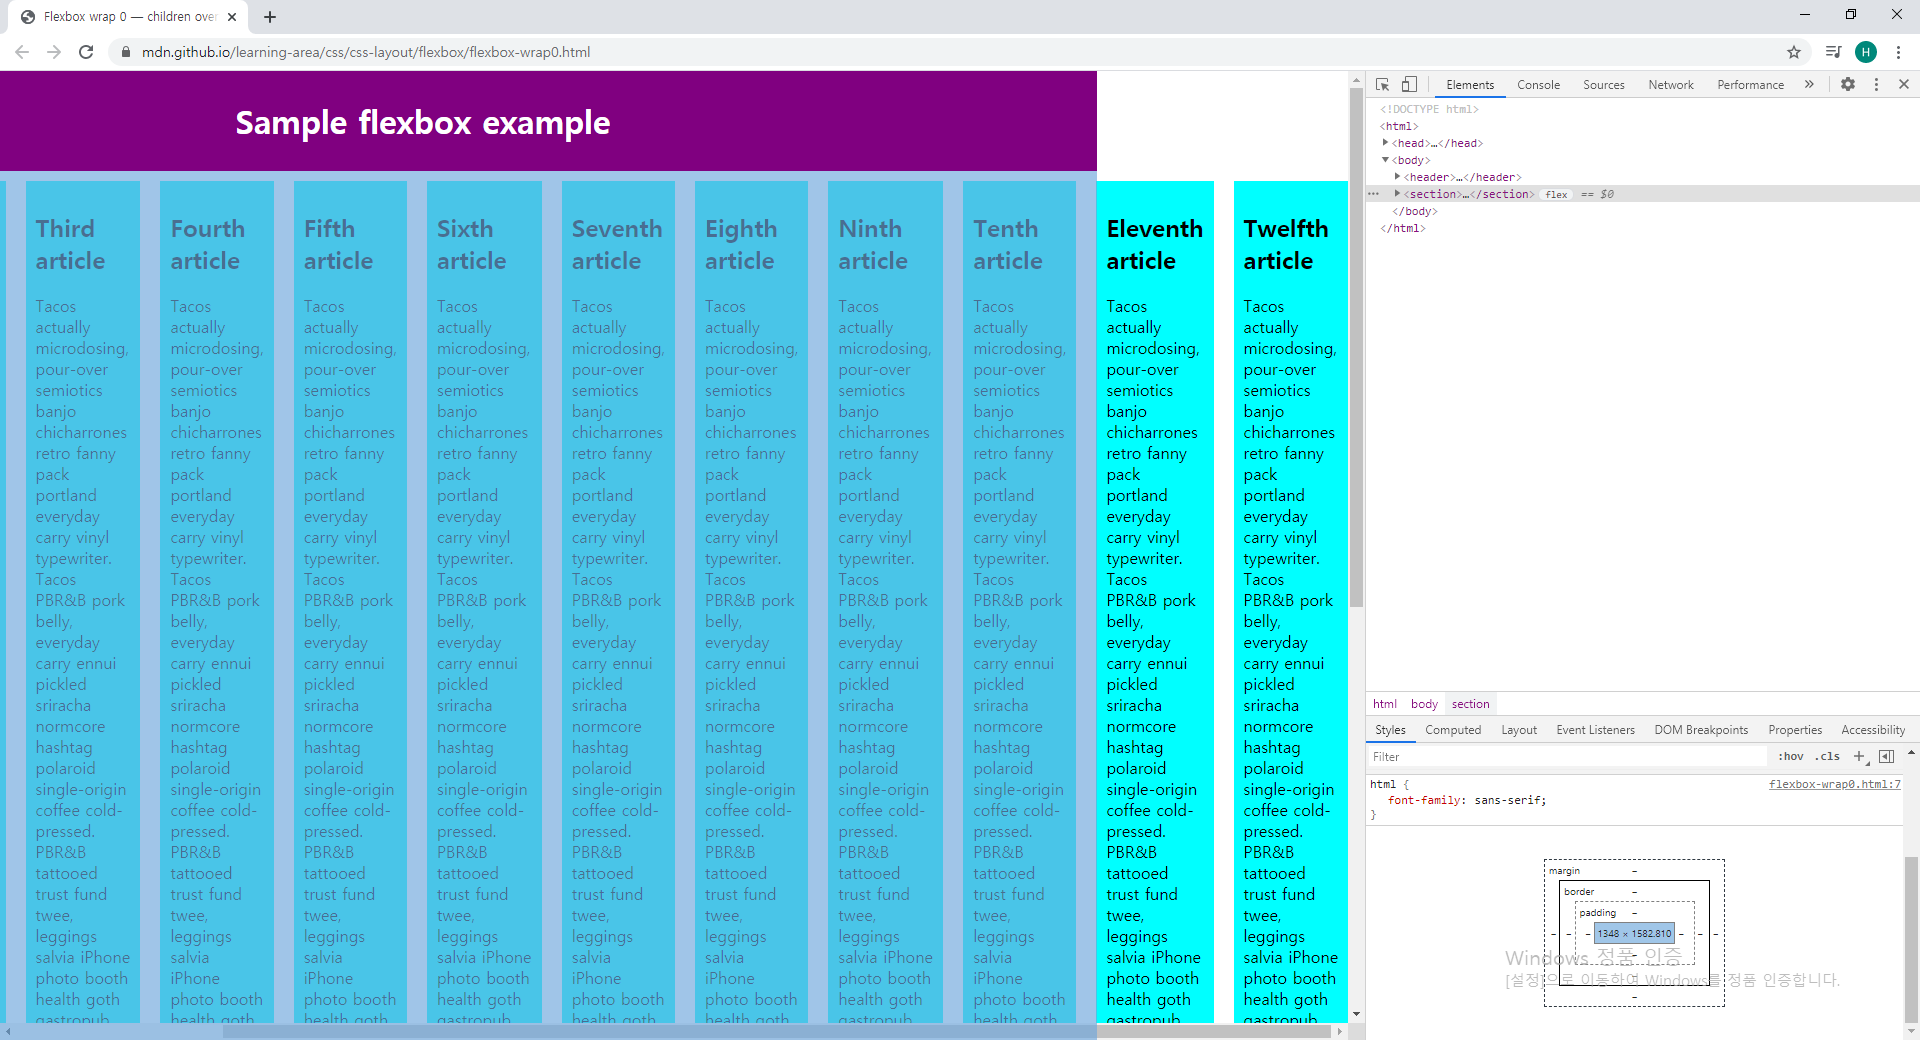 Flexbox wrap 0 — children over
mdn.github.io/learning-area/css/css-layout/flexbox/flexbox-wrap0.html
H
Sample flexbox example
Third article
Tacos
actually
microdosing,
pour-over
semiotics
banjo
chicharrones
retro fanny
pack
portland
everyday
carry vinyl
typewriter.
Tacos
PBR&B pork
belly,
everyday
carry ennui
pickled
sriracha
normcore
hashtag
polaroid
single-origin
coffee cold-
pressed.
PBR&B
tattooed
trust fund
twee,
leggings
salvia iPhone
photo booth
health goth
gastropub
Fourth article
Tacos
actually
microdosing,
pour-over
semiotics
banjo
chicharrones
retro fanny
pack
portland
everyday
carry vinyl
typewriter.
Tacos
PBR&B pork
belly,
everyday
carry ennui
pickled
sriracha
normcore
hashtag
polaroid
single-origin
coffee cold-
pressed.
PBR&B
tattooed
trust fund
twee,
leggings
salvia
iPhone
photo booth
health goth
Fifth article
Tacos
actually
microdosing,
pour-over
semiotics
banjo
chicharrones
retro fanny
pack
portland
everyday
carry vinyl
typewriter.
Tacos
PBR&B pork
belly,
everyday
carry ennui
pickled
sriracha
normcore
hashtag
polaroid
single-origin
coffee cold-
pressed.
PBR&B
tattooed
trust fund
twee,
leggings
salvia
iPhone
photo booth
health goth
Sixth article
Tacos
actually
microdosing,
pour-over
semiotics
banjo
chicharrones
retro fanny
pack
portland
everyday
carry vinyl
typewriter.
Tacos
PBR&B pork
belly,
everyday
carry ennui
pickled
sriracha
normcore
hashtag
polaroid
single-origin
coffee cold-
pressed.
PBR&B
tattooed
trust fund
twee,
leggings
salvia iPhone
photo booth
health goth
gastropub
Seventh article
Tacos
actually
microdosing,
pour-over
semiotics
banjo
chicharrones
retro fanny
pack
portland
everyday
carry vinyl
typewriter.
Tacos
PBR&B pork
belly,
everyday
carry ennui
pickled
sriracha
normcore
hashtag
polaroid
single-origin
coffee cold-
pressed.
PBR&B
tattooed
trust fund
twee,
leggings
salvia
iPhone
photo booth
health goth
Eighth article
Tacos
actually
microdosing,
pour-over
semiotics
banjo
chicharrones
retro fanny
pack
portland
everyday
carry vinyl
typewriter.
Tacos
PBR&B pork
belly,
everyday
carry ennui
pickled
sriracha
normcore
hashtag
polaroid
single-origin
coffee cold-
pressed.
PBR&B
tattooed
trust fund
twee,
leggings
salvia
iPhone
photo booth
health goth
Ninth article
Tacos
actually
microdosing,
pour-over
semiotics
banjo
chicharrones
retro fanny
pack
portland
everyday
carry vinyl
typewriter.
Tacos
PBR&B pork
belly,
everyday
carry ennui
pickled
sriracha
normcore
hashtag
polaroid
single-origin
coffee cold-
pressed.
PBR&B
tattooed
trust fund
twee,
leggings
salvia iPhone
photo booth
health goth
gastropub
Tenth article
Tacos
actually
microdosing,
pour-over
semiotics
banjo
chicharrones
retro fanny
pack
portland
everyday
carry vinyl
typewriter.
Tacos
PBR&B pork
belly,
everyday
carry ennui
pickled
sriracha
normcore
hashtag
polaroid
single-origin
coffee cold-
pressed.
PBR&B
tattooed
trust fund
twee,
leggings
salvia
iPhone
photo booth
health goth
Eleventh article
Tacos
actually
microdosing,
pour-over
semiotics
banjo
chicharrones
retro fanny
pack
portland
everyday
carry vinyl
typewriter.
Tacos
PBR&B pork
belly,
everyday
carry ennui
pickled
sriracha
normcore
hashtag
polaroid
single-origin
coffee cold-
pressed.
PBR&B
tattooed
trust fund
twee,
leggings
salvia iPhone
photo booth
health goth
gastropub
Twelfth article
Tacos
actually
microdosing,
pour-over
semiotics
banjo
chicharrones
retro fanny
pack
portland
everyday
carry vinyl
typewriter.
Tacos
PBR&B pork
belly,
everyday
carry ennui
pickled
sriracha
normcore
hashtag
polaroid
single-origin
coffee cold-
pressed.
PBR&B
tattooed
trust fund
twee,
leggings
salvia iPhone
photo booth
health goth
gastropub
Elements Console Sources Network Performance »
<!DOCTYPE html>
<html>
<head>…</head>
<body>
<header>…</header>
<section>…</section> flex == $0
</body>
</html>
html body section
Styles Computed Layout Event Listeners DOM Breakpoints Properties Accessibility
Filter :hov .cls +
html { flexbox-wrap0.html:7
font-family: sans-serif;
}
margin –
border –
padding –
– – – 1348 × 1582.810 – – –
–
–
–
Windows 정품 인증
[설정]으로 이동하여 Windows를 정품 인증합니다.